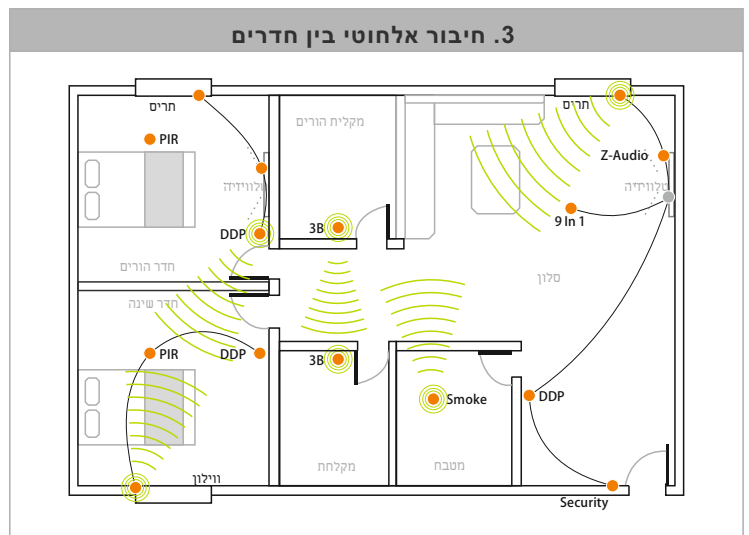 3. חיבור אלחוטי בין חדרים
תריס
תריס
מקלית הורים
PIR
Z-Audio
טלוויזיה
טלוויזיה
9 In 1
3B
DDP
חדר הורים
סלון
חדר שינה
PIR
DDP
3B
Smoke
DDP
מקלחת
מטבח
ווילון
Security